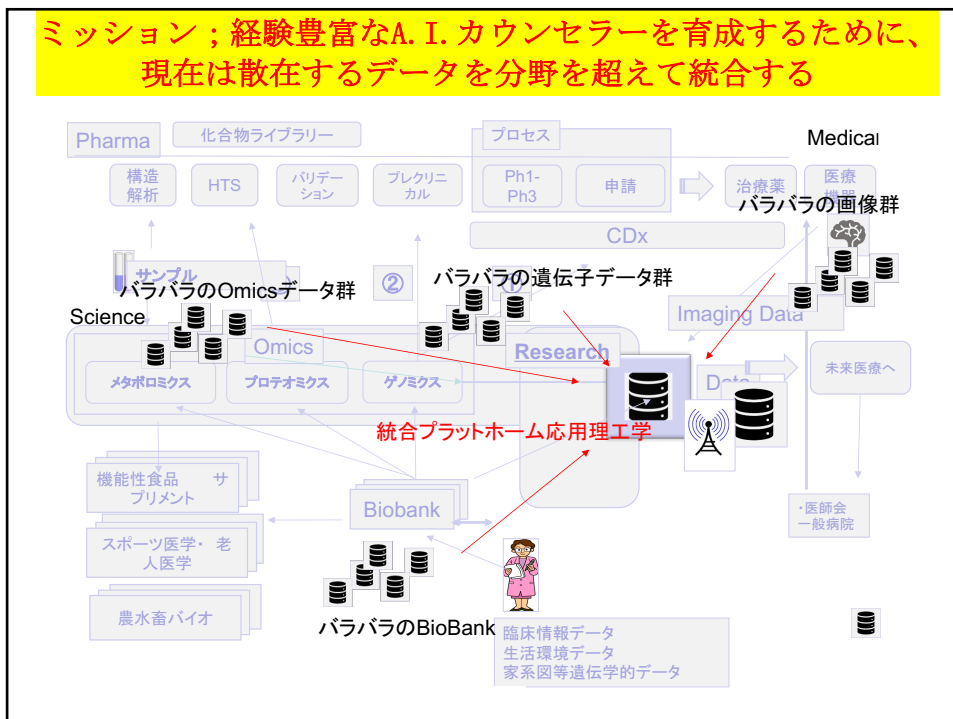 ミッション；経験豊富なA.I.カウンセラーを育成するために、
現在は散在するデータを分野を超えて統合する
Pharma
化合物ライブラリー
プロセス
Medical
構造
解析
HTS
バリデー
ション
プレクリニ
カル
Ph1-
Ph3
申請
治療薬
医療
機器
バラバラの画像群
CDx
サンプル
②
①
バラバラのOmicsデータ群
バラバラの遺伝子データ群
Science
Imaging Data
Omics
Research
メタボロミクス
プロテオミクス
ゲノミクス
Data
未来医療へ
統合プラットホーム応用理工学
機能性食品 サ
プリメント
Biobank
・医師会
一般病院
スポーツ医学・ 老
人医学
農水畜バイオ
バラバラのBioBank
臨床情報データ
生活環境データ
家系図等遺伝学的データ